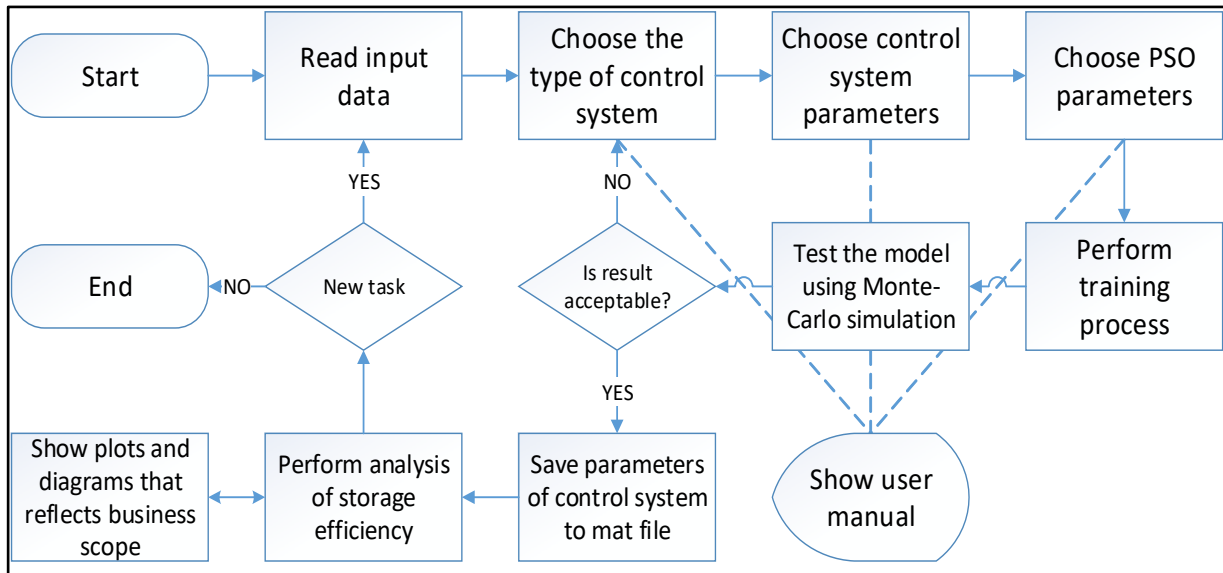 Start
Read input
data
Choose the
type of control
system
Choose control
system
parameters
Choose PSO
parameters
YES
NO
End
NO
New task
Is result
acceptable?
Test the model
using Monte-
Carlo simulation
Perform
training
process
YES
Show plots and
diagrams that
reflects business
scope
Perform analysis
of storage
efficiency
Save parameters
of control system
to mat file
Show user
manual